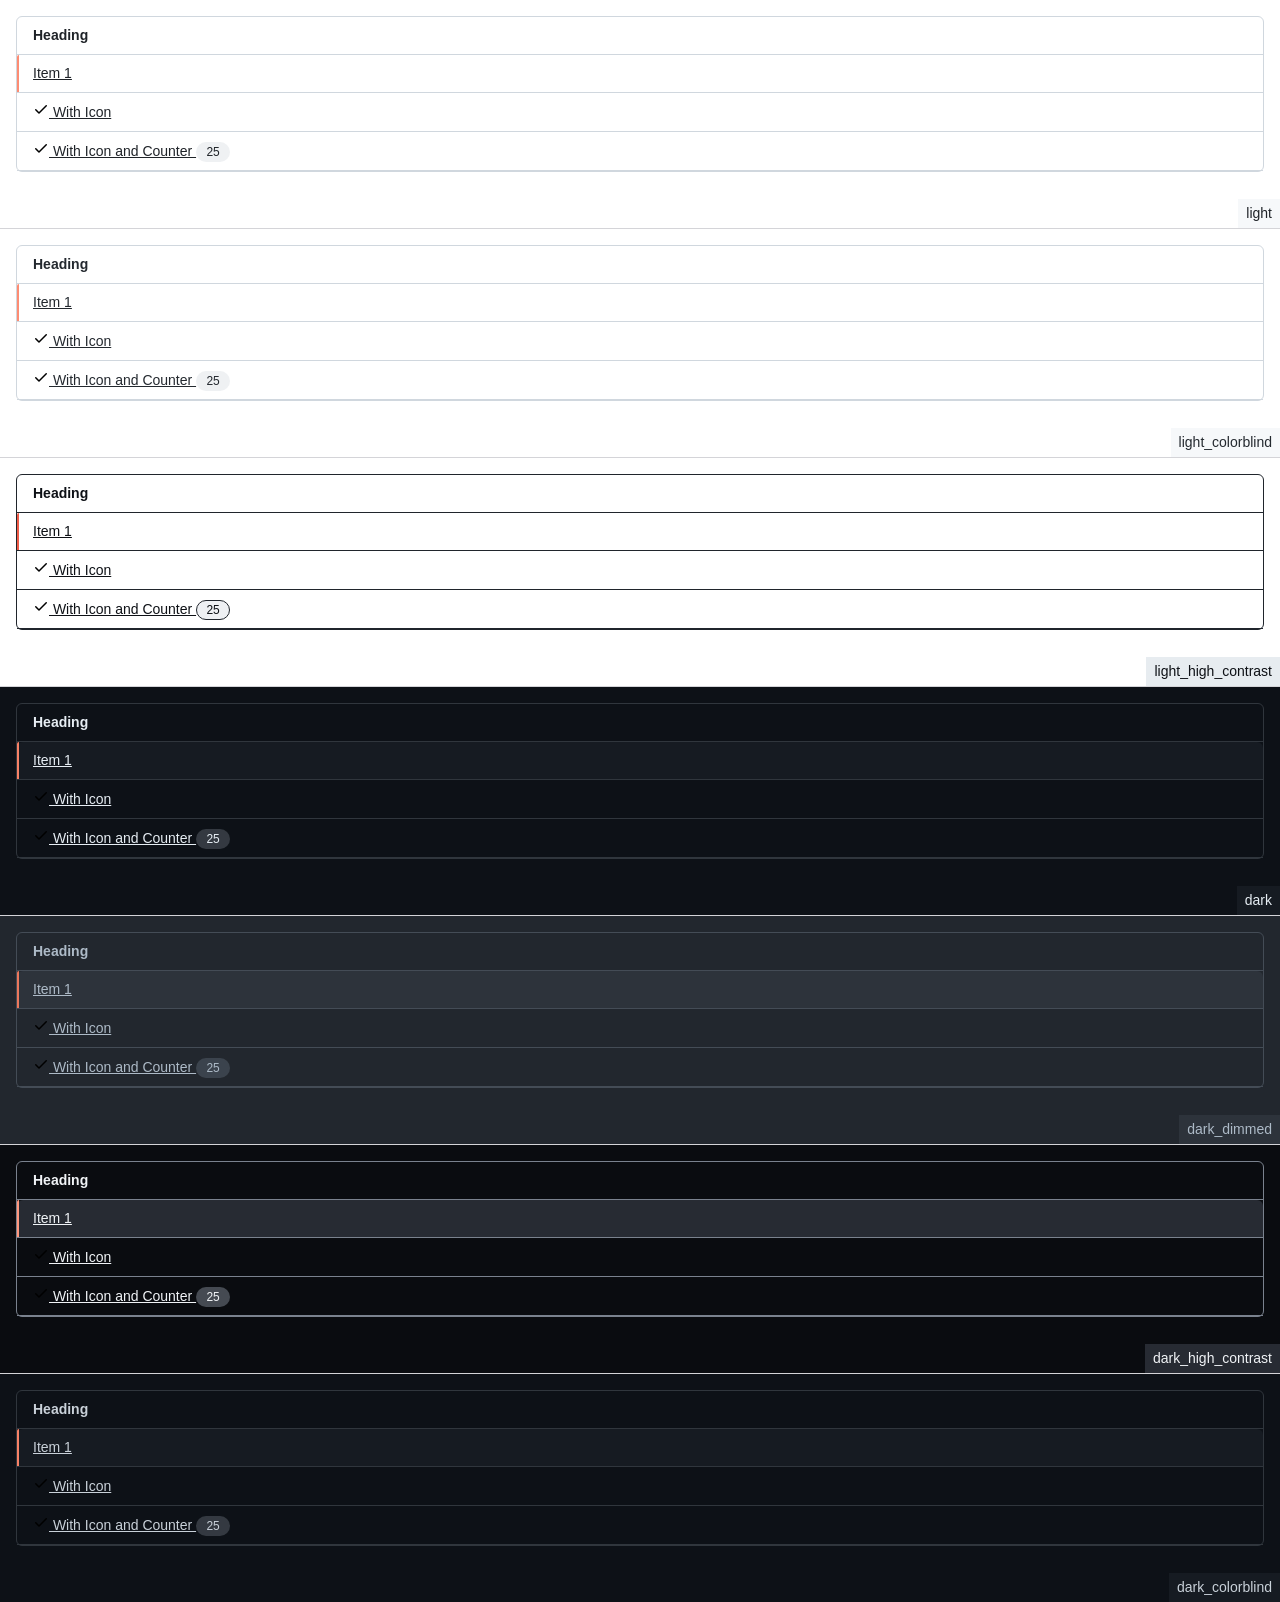 Heading
Item 1
With Icon
With Icon and Counter 25
light
Heading
Item 1
With Icon
With Icon and Counter 25
light_colorblind
Heading
Item 1
With Icon
With Icon and Counter 25
light_high_contrast
Heading
Item 1
With Icon
With Icon and Counter 25
dark
Heading
Item 1
With Icon
With Icon and Counter 25
dark_dimmed
Heading
Item 1
With Icon
With Icon and Counter 25
dark_high_contrast
Heading
Item 1
With Icon
With Icon and Counter 25
dark_colorblind